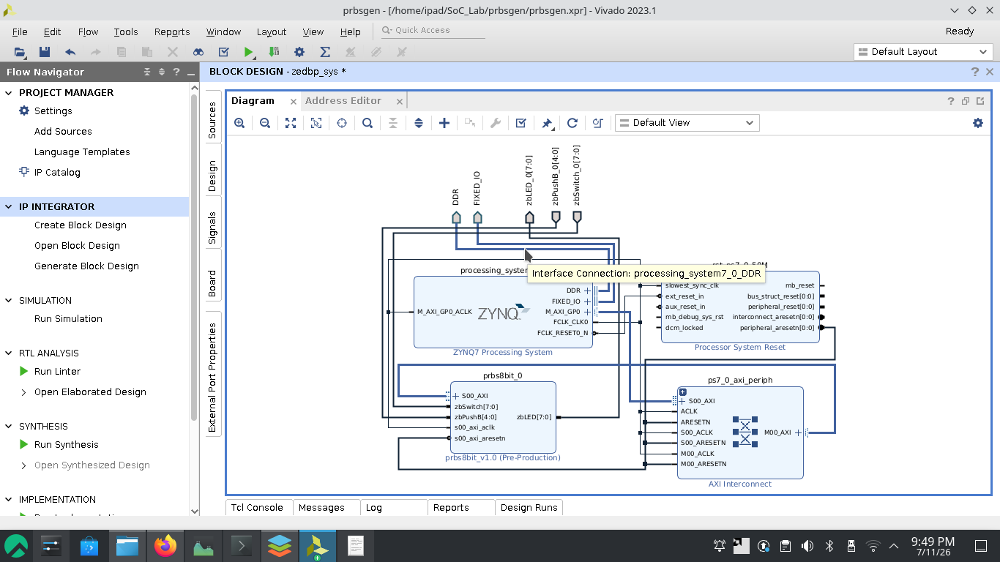 prbsgen - [/home/ipad/SoC_Lab/prbsgen/prbsgen.xpr] - Vivado 2023.1
File Edit Flow Tools Reports Window Layout View Help Quick Access Ready
Default Layout
Flow Navigator
PROJECT MANAGER
Settings
Add Sources
Language Templates
IP Catalog
IP INTEGRATOR
Create Block Design
Open Block Design
Generate Block Design
SIMULATION
Run Simulation
RTL ANALYSIS
Run Linter
Open Elaborated Design
SYNTHESIS
Run Synthesis
Open Synthesized Design
IMPLEMENTATION
BLOCK DESIGN - zedbp_sys *
Sources
Design
Signals
Board
External Port Properties
Diagram Address Editor
Default View
DDR
FIXED_IO
zbLED_0[7:0]
zbPushB_0[4:0]
zbSwitch_0[7:0]
Interface Connection: processing_system7_0_DDR
M_AXI_GP0_ACLK
ZYNQ
DDR
FIXED_IO
M_AXI_GP0
FCLK_CLK0
FCLK_RESET0_N
ZYNQ7 Processing System
slowest_sync_clk
ext_reset_in
aux_reset_in
mb_debug_sys_rst
dcm_locked
mb_reset
bus_struct_reset[0:0]
peripheral_reset[0:0]
interconnect_aresetn[0:0]
peripheral_aresetn[0:0]
Processor System Reset
prbs8bit_0
S00_AXI
zbSwitch[7:0]
zbPushB[4:0]
s00_axi_aclk
s00_axi_aresetn
zbLED[7:0]
prbs8bit_v1.0 (Pre-Production)
ps7_0_axi_periph
S00_AXI
ACLK
ARESETN
S00_ACLK
S00_ARESETN
M00_ACLK
M00_ARESETN
M00_AXI
AXI Interconnect
Tcl Console Messages Log Reports Design Runs
9:49 PM
7/11/26